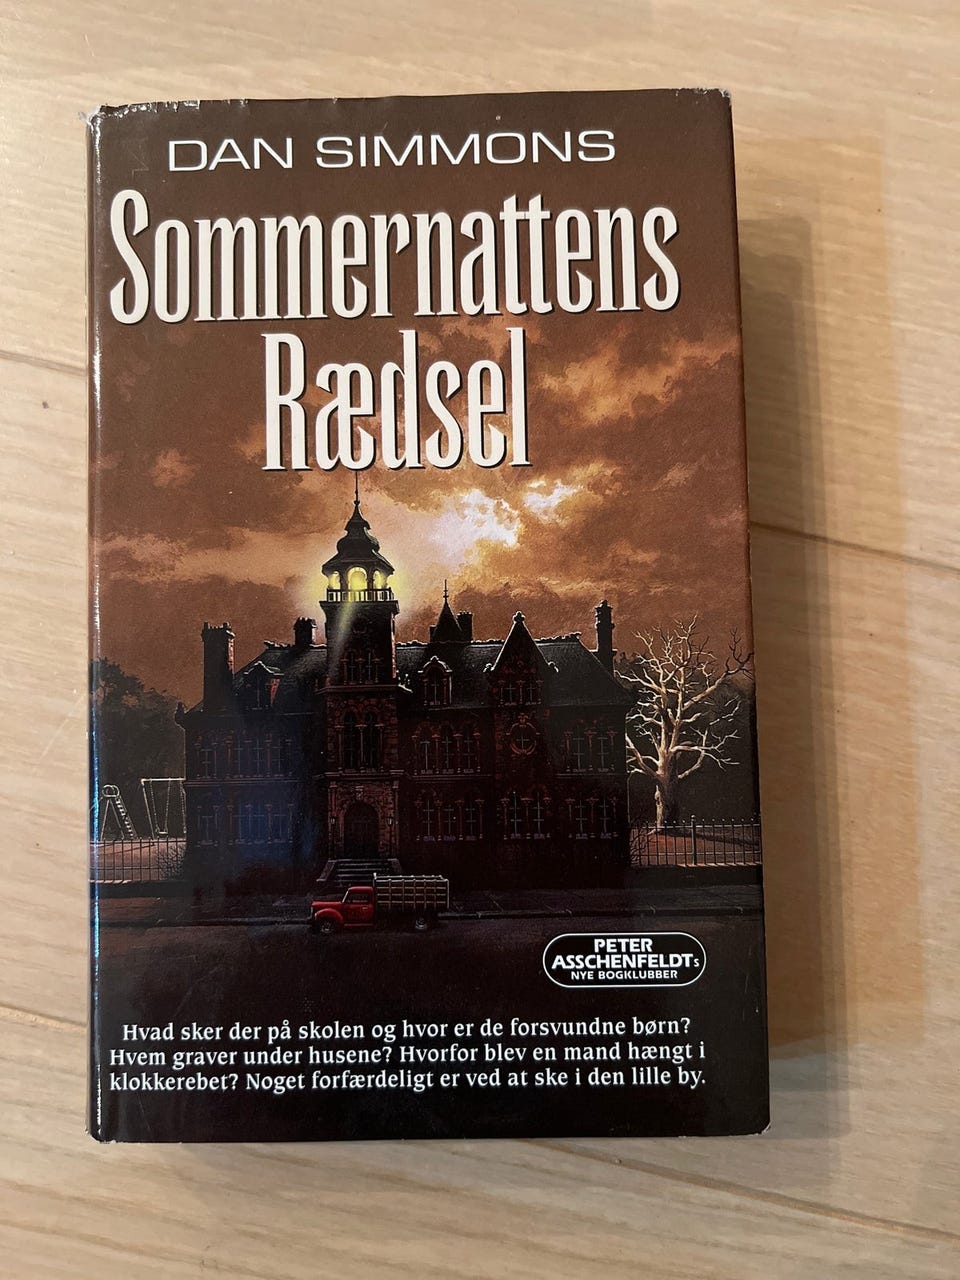 DAN SIMMONS
Sommernattens
Rædsel
PETER
ASSCHENFELDTs
NYE BOGKLUBBER
Hvad sker der på skolen og hvor er de forsvundne børn?
Hvem graver under husene? Hvorfor blev en mand hængt i
klokkerebet? Noget forfærdeligt er ved at ske i den lille by.